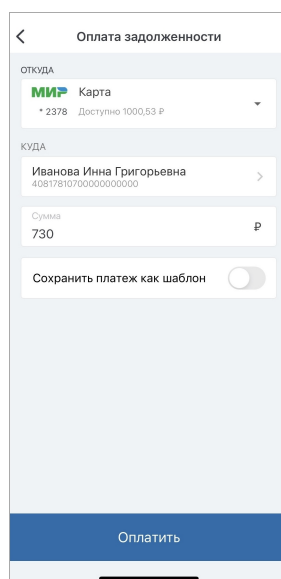 Оплата задолженности
ОТКУДА
МИР Карта
* 2378 Доступно 1000,53 ₽
КУДА
Иванова Инна Григорьевна
40817810700000000000
Сумма
730 ₽
Сохранить платеж как шаблон
Оплатить